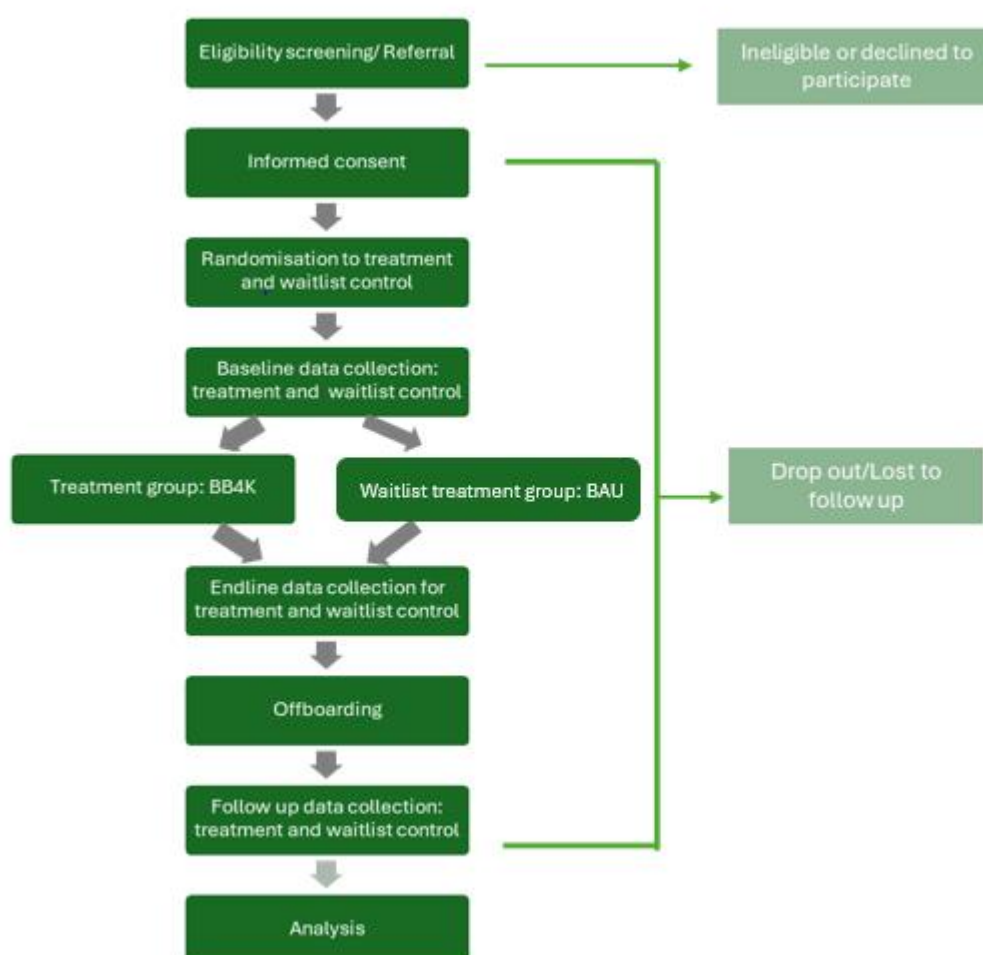 Eligibility screening/ Referral
Ineligible or declined to
participate
Informed consent
Randomisation to treatment
and waitlist control
Baseline data collection:
treatment and waitlist control
Treatment group: BB4K
Waitlist treatment group: BAU
Drop out/Lost to
follow up
Endline data collection for
treatment and waitlist control
Offboarding
Follow up data collection:
treatment and waitlist control
Analysis